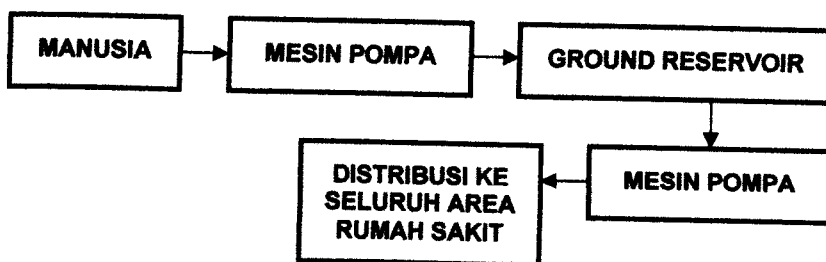 MANUSIA
MESIN POMPA
GROUND RESERVOIR
MESIN POMPA
DISTRIBUSI KE
SELURUH AREA
RUMAH SAKIT